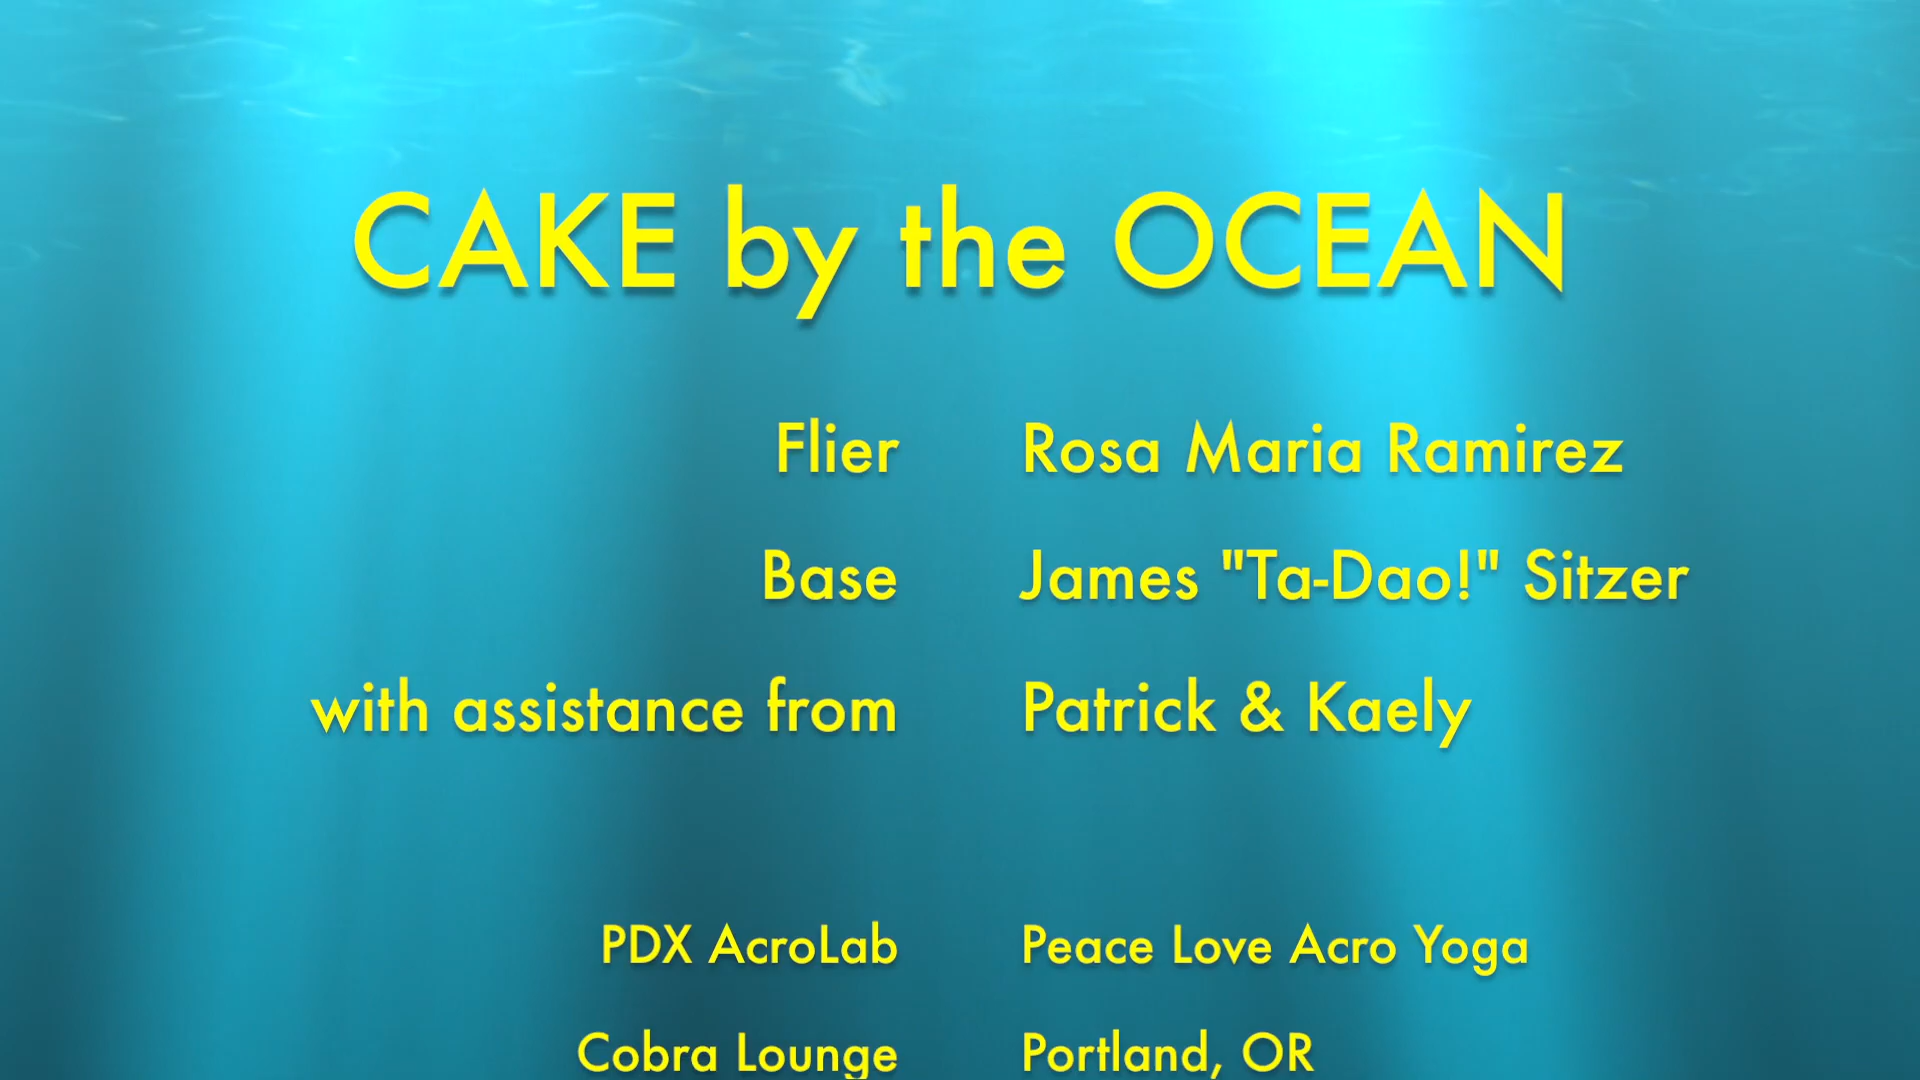 CAKE by the OCEAN
Flier Rosa Maria Ramirez
Base James "Ta-Dao!" Sitzer
with assistance from Patrick & Kaely
PDX AcroLab Peace Love Acro Yoga
Cobra Lounge Portland, OR